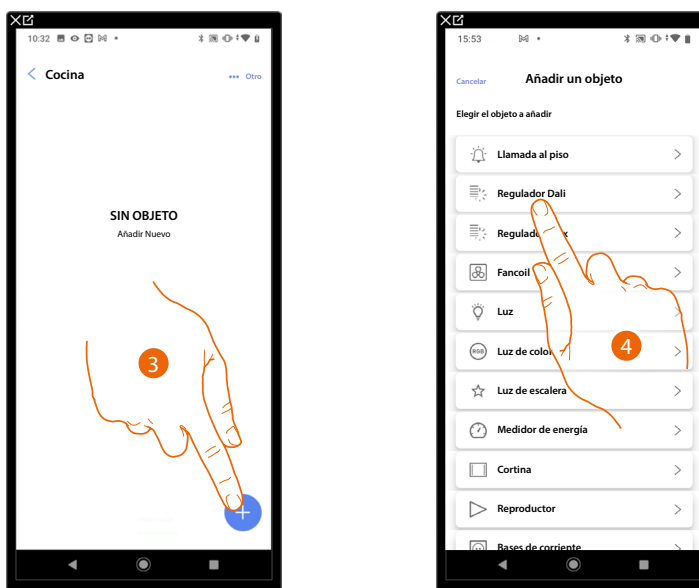 10:32
Cocina
Otro
SIN OBJETO
Añadir Nuevo
3
15:53
Cancelar
Añadir un objeto
Elegir el objeto a añadir
Llamada al piso
Regulador Dali
Fancoil
Luz
RGB
Luz de color
4
Luz de escalera
Medidor de energía
Cortina
Reproductor
Bases de corriente